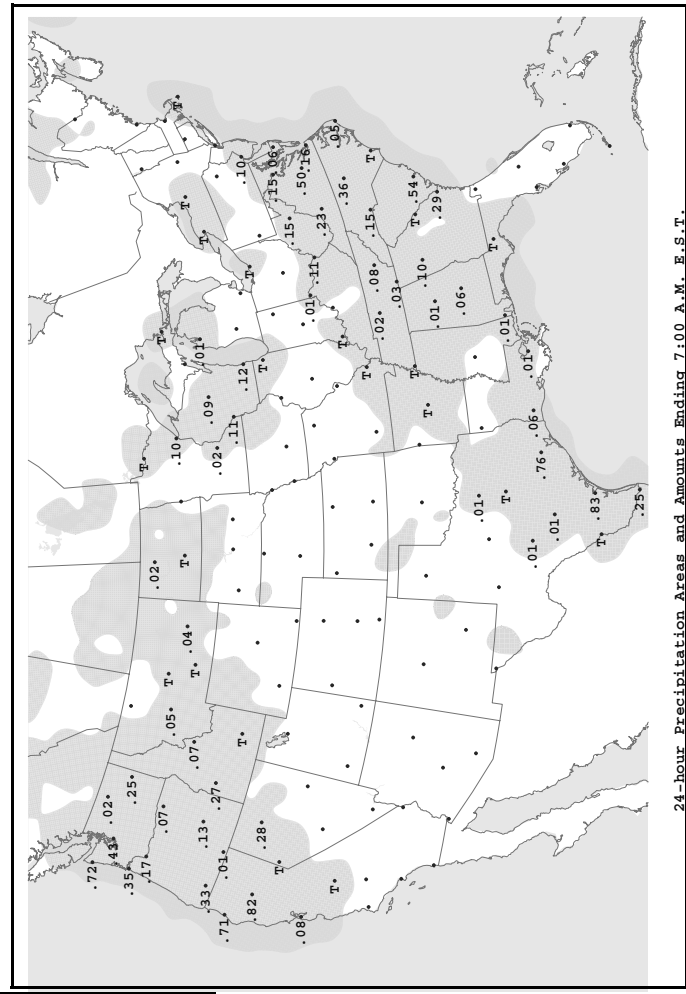 .72
.02
.43
.35
.25
T
.17
.02
T
.07
T
.05
.10
T
T
T
.04
.07
T
.01
.13
T
.33
.09
.27
.02
.01
.71
.11
.10
T
.12
T
.82
.28
T
.15
.06
T
.15
.08
.50
.16
.01
.11
.23
T
.05
T
.36
T
.15
T
.08
.02
.03
.54
T
T
.10
T
.01
.29
.06
.01
T
.01
T
.01
.01
.06
.76
.01
.83
T
.25
24-hour Precipitation Areas and Amounts Ending 7:00 A.M. E.S.T.